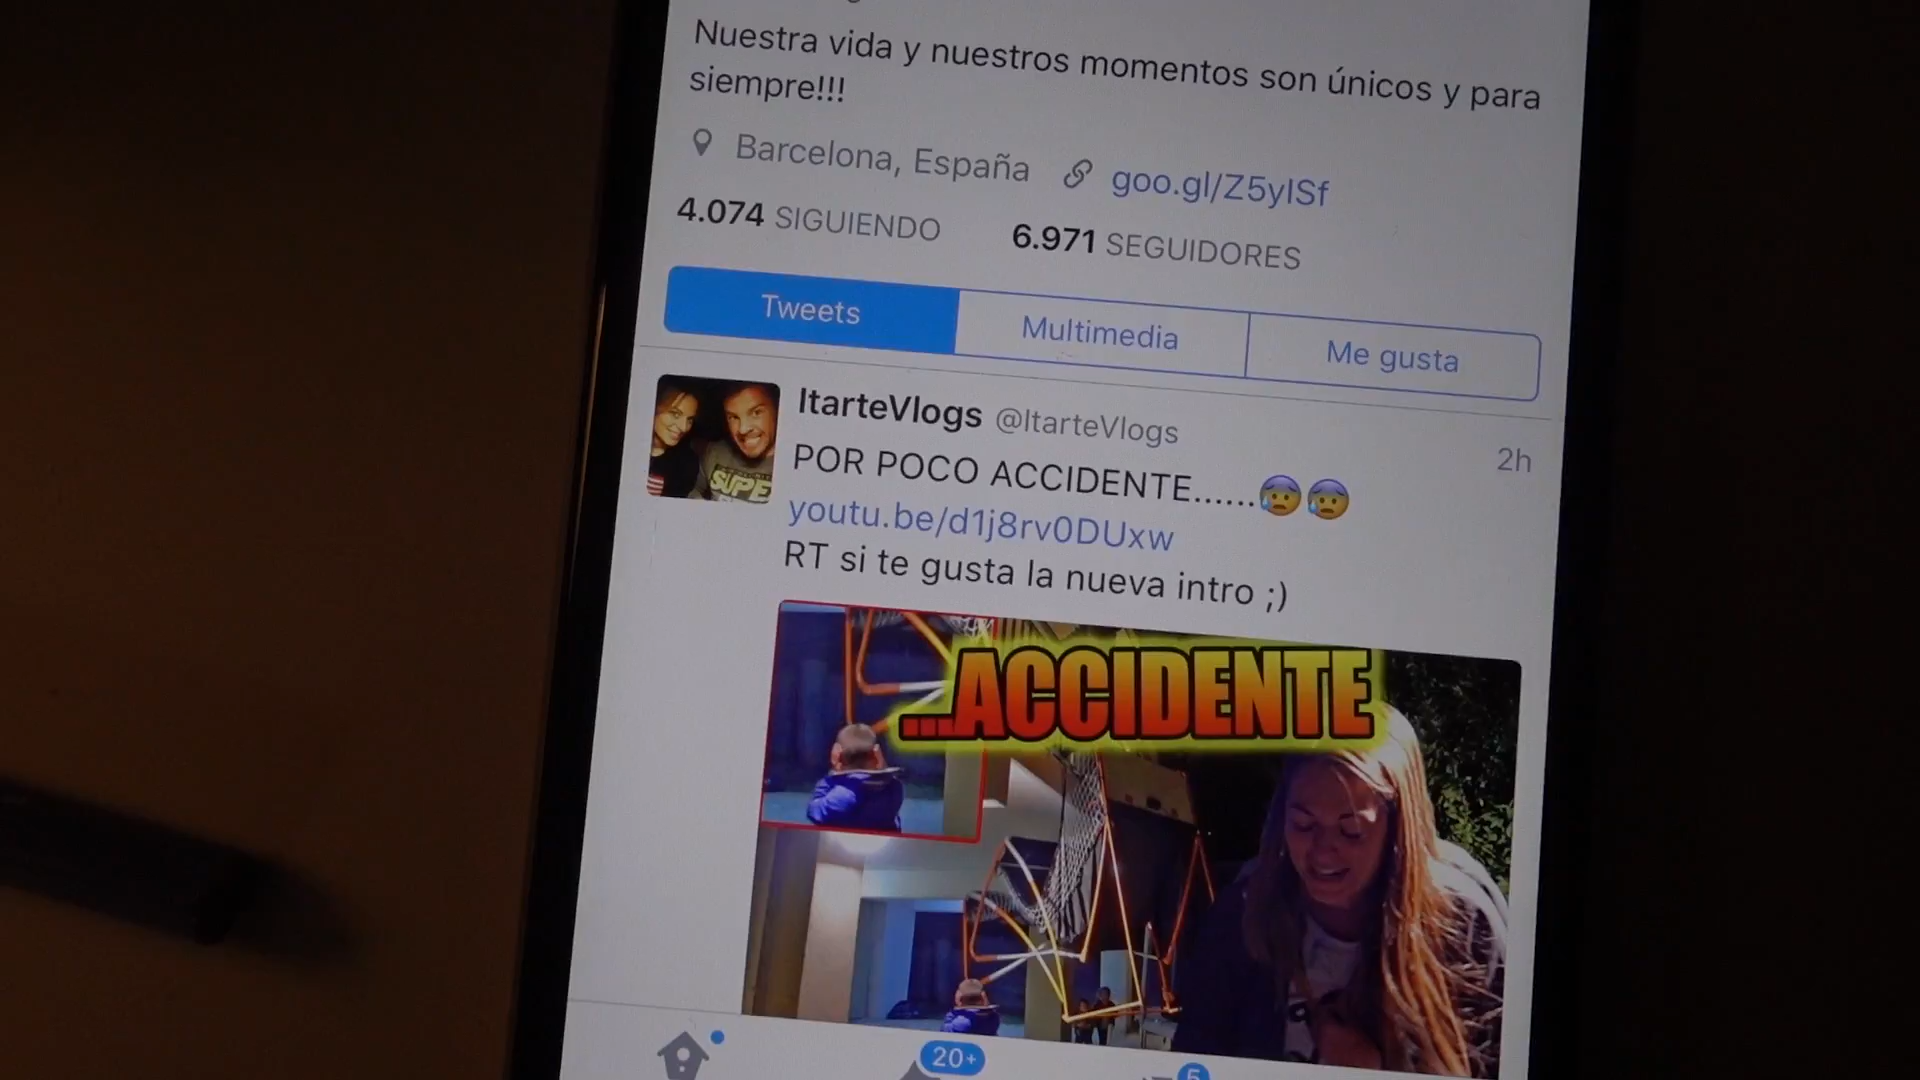 Nuestra vida y nuestros momentos son únicos y para
siempre!!!
Barcelona, España goo.gl/Z5ylSf
4.074 SIGUIENDO 6.971 SEGUIDORES
Tweets Multimedia Me gusta
ItarteVlogs @ItarteVlogs 2h
POR POCO ACCIDENTE......😰😰
youtu.be/d1j8rv0DUxw
RT si te gusta la nueva intro ;)
...ACCIDENTE
SUPE
20+
5